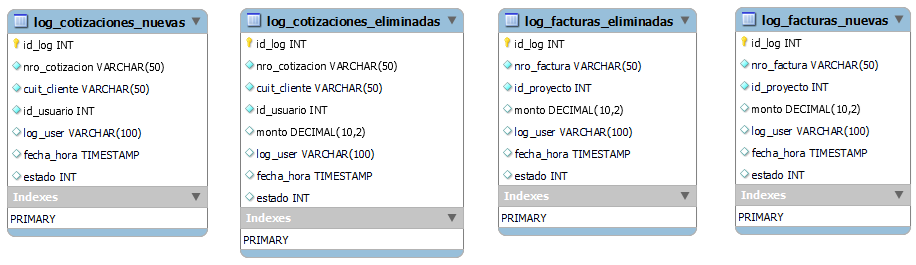 log_cotizaciones_nuevas
id_log INT
nro_cotizacion VARCHAR(50)
cuit_cliente VARCHAR(50)
id_usuario INT
log_user VARCHAR(100)
fecha_hora TIMESTAMP
estado INT
Indexes
PRIMARY
log_cotizaciones_eliminadas
id_log INT
nro_cotizacion VARCHAR(50)
cuit_cliente VARCHAR(50)
id_usuario INT
monto DECIMAL(10,2)
log_user VARCHAR(100)
fecha_hora TIMESTAMP
estado INT
Indexes
PRIMARY
log_facturas_eliminadas
id_log INT
nro_factura VARCHAR(50)
id_proyecto INT
monto DECIMAL(10,2)
log_user VARCHAR(100)
fecha_hora TIMESTAMP
estado INT
Indexes
PRIMARY
log_facturas_nuevas
id_log INT
nro_factura VARCHAR(50)
id_proyecto INT
monto DECIMAL(10,2)
log_user VARCHAR(100)
fecha_hora TIMESTAMP
estado INT
Indexes
PRIMARY